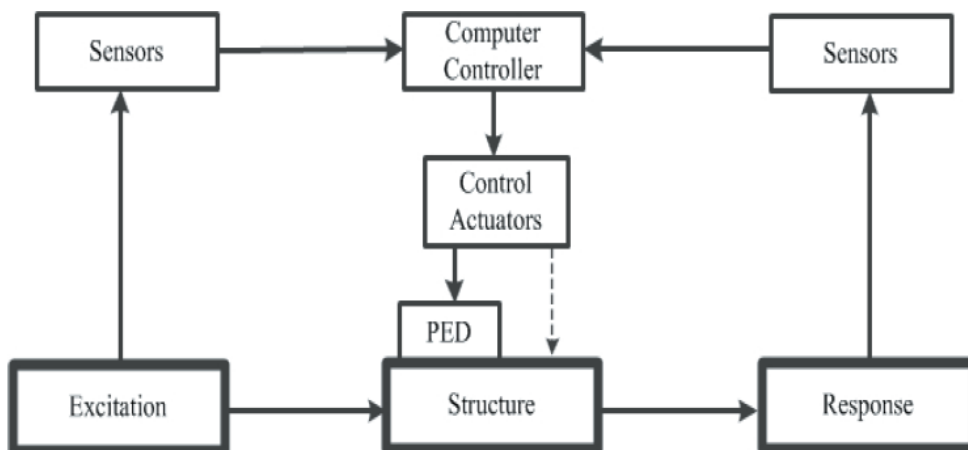 Sensors
Computer
Controller
Sensors
Control
Actuators
PED
Excitation
Structure
Response